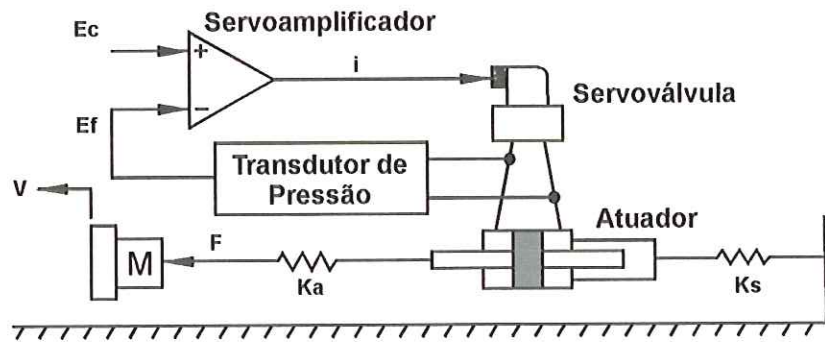 Servoamplificador
Ec
+
i
Servoválvula
Ef
−
Transdutor de
Pressão
V
Atuador
M
F
Ka
Ks